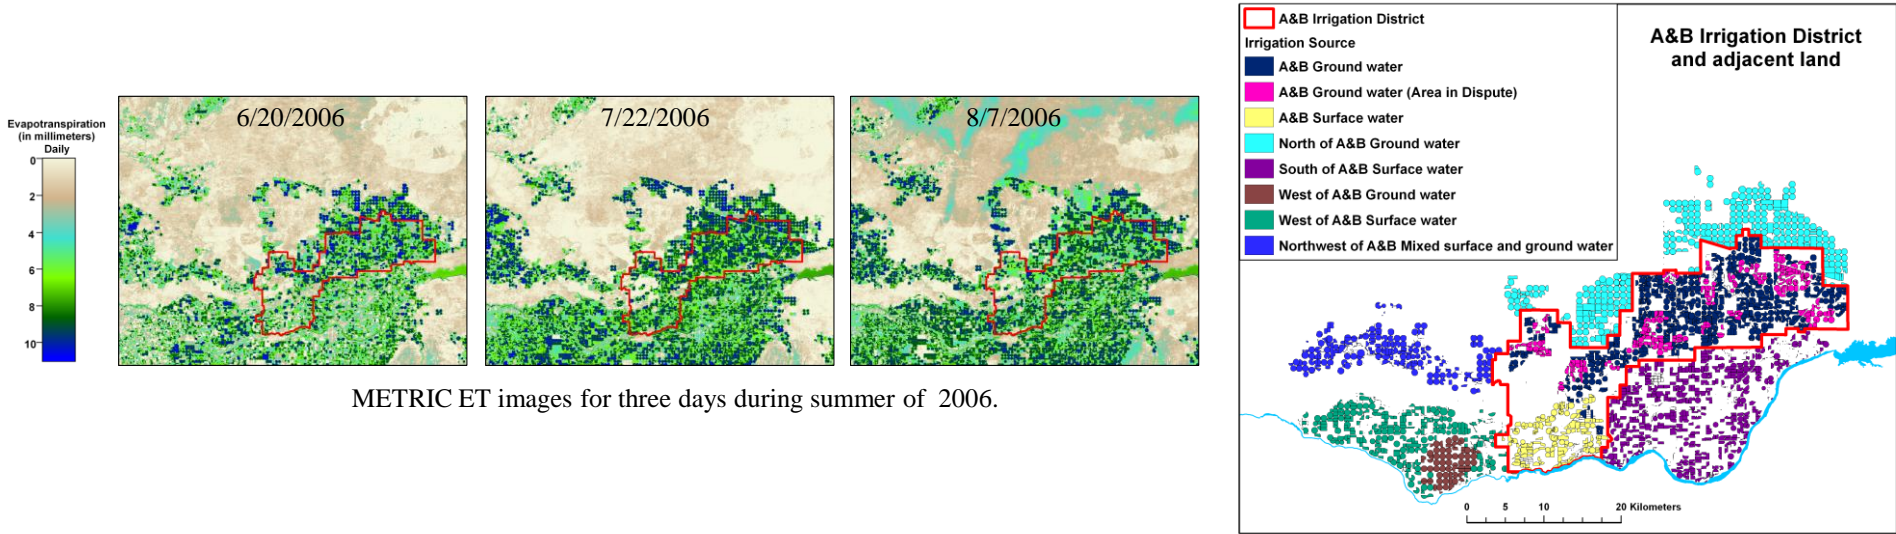 Evapotranspiration
(in millimeters)
Daily
0
2
4
6
8
10
6/20/2006
7/22/2006
8/7/2006
METRIC ET images for three days during summer of 2006.
A&B Irrigation District
Irrigation Source
A&B Ground water
A&B Ground water (Area in Dispute)
A&B Surface water
North of A&B Ground water
South of A&B Surface water
West of A&B Ground water
West of A&B Surface water
Northwest of A&B Mixed surface and ground water
A&B Irrigation District
and adjacent land
0 5 10 20 Kilometers